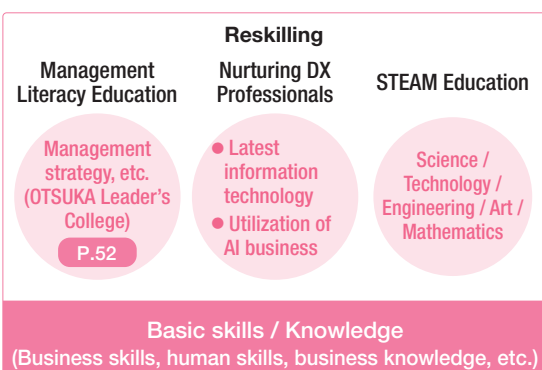 Reskilling
Management
Literacy Education
Management
strategy, etc.
(OTSUKA Leader's
College)
P.52
Nurturing DX
Professionals
● Latest
information
technology
● Utilization of
AI business
STEAM Education
Science /
Technology /
Engineering / Art /
Mathematics
Basic skills / Knowledge
(Business skills, human skills, business knowledge, etc.)